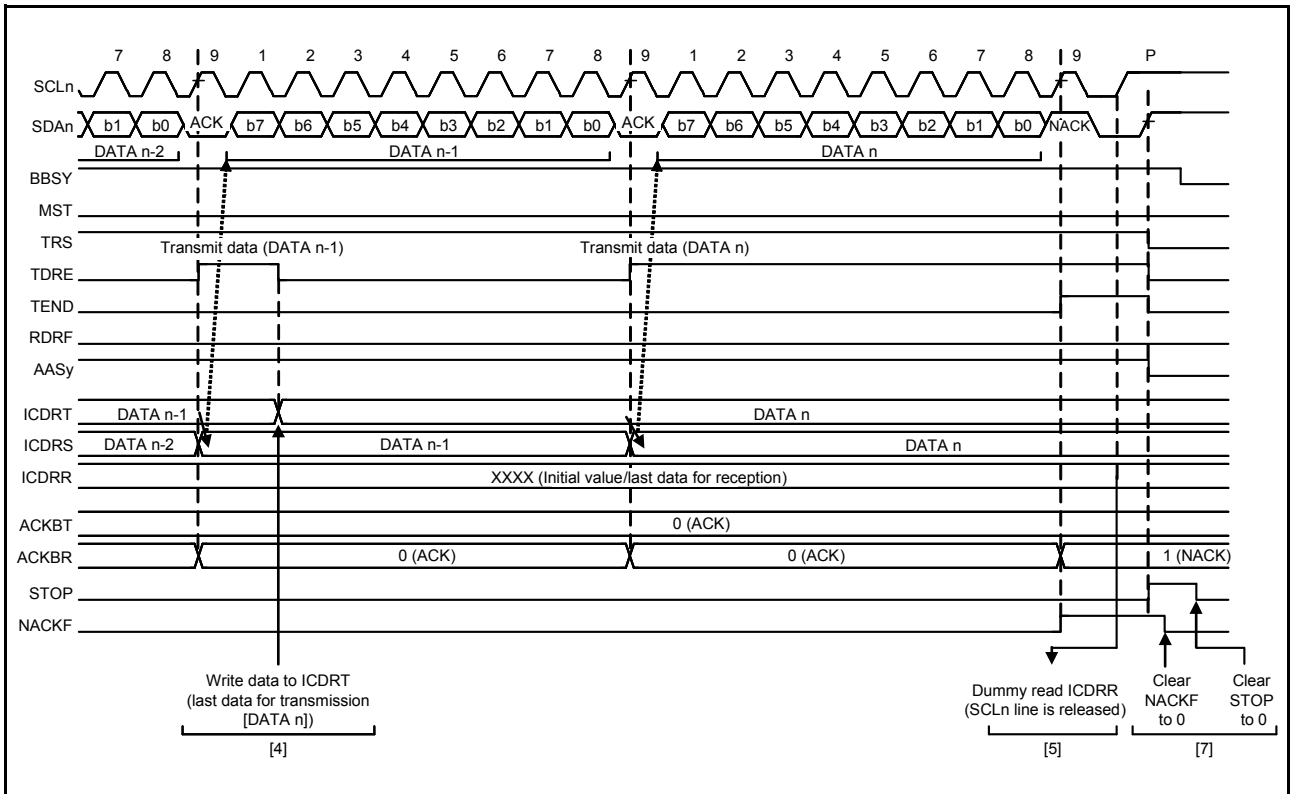 7 8 9 1 2 3 4 5 6 7 8 9 1 2 3 4 5 6 7 8 9 P
SCLn
SDAn b1 b0 ACK b7 b6 b5 b4 b3 b2 b1 b0 ACK b7 b6 b5 b4 b3 b2 b1 b0 NACK
DATA n-2 DATA n-1 DATA n
BBSY
MST
TRS
Transmit data (DATA n-1) Transmit data (DATA n)
TDRE
TEND
RDRF
AASy
ICDRT DATA n-1 DATA n
ICDRS DATA n-2 DATA n-1 DATA n
ICDRR XXXX (Initial value/last data for reception)
ACKBT 0 (ACK)
ACKBR 0 (ACK) 0 (ACK) 1 (NACK)
STOP
NACKF
Write data to ICDRT
(last data for transmission
[DATA n])
[4]
Dummy read ICDRR
(SCLn line is released)
[5]
Clear
NACKF
to 0
Clear
STOP
to 0
[7]